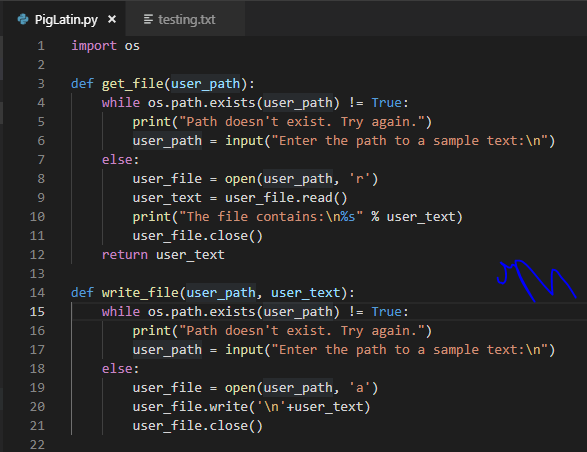 PigLatin.py × testing.txt
1 import os
2
3 def get_file(user_path):
4 while os.path.exists(user_path) != True:
5 print("Path doesn't exist. Try again.")
6 user_path = input("Enter the path to a sample text:\n")
7 else:
8 user_file = open(user_path, 'r')
9 user_text = user_file.read()
10 print("The file contains:\n%s" % user_text)
11 user_file.close()
12 return user_text
13
14 def write_file(user_path, user_text):
15 while os.path.exists(user_path) != True:
16 print("Path doesn't exist. Try again.")
17 user_path = input("Enter the path to a sample text:\n")
18 else:
19 user_file = open(user_path, 'a')
20 user_file.write('\n'+user_text)
21 user_file.close()
22